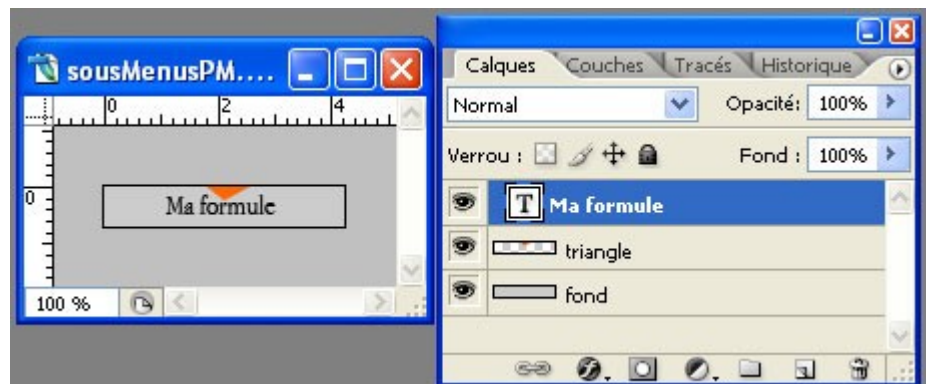 sousMenusPM....
0 2 4
0
Ma formule
100 %
Calques Couches Tracés Historique
Normal Opacité: 100%
Verrou : Fond : 100%
T Ma formule
triangle
fond